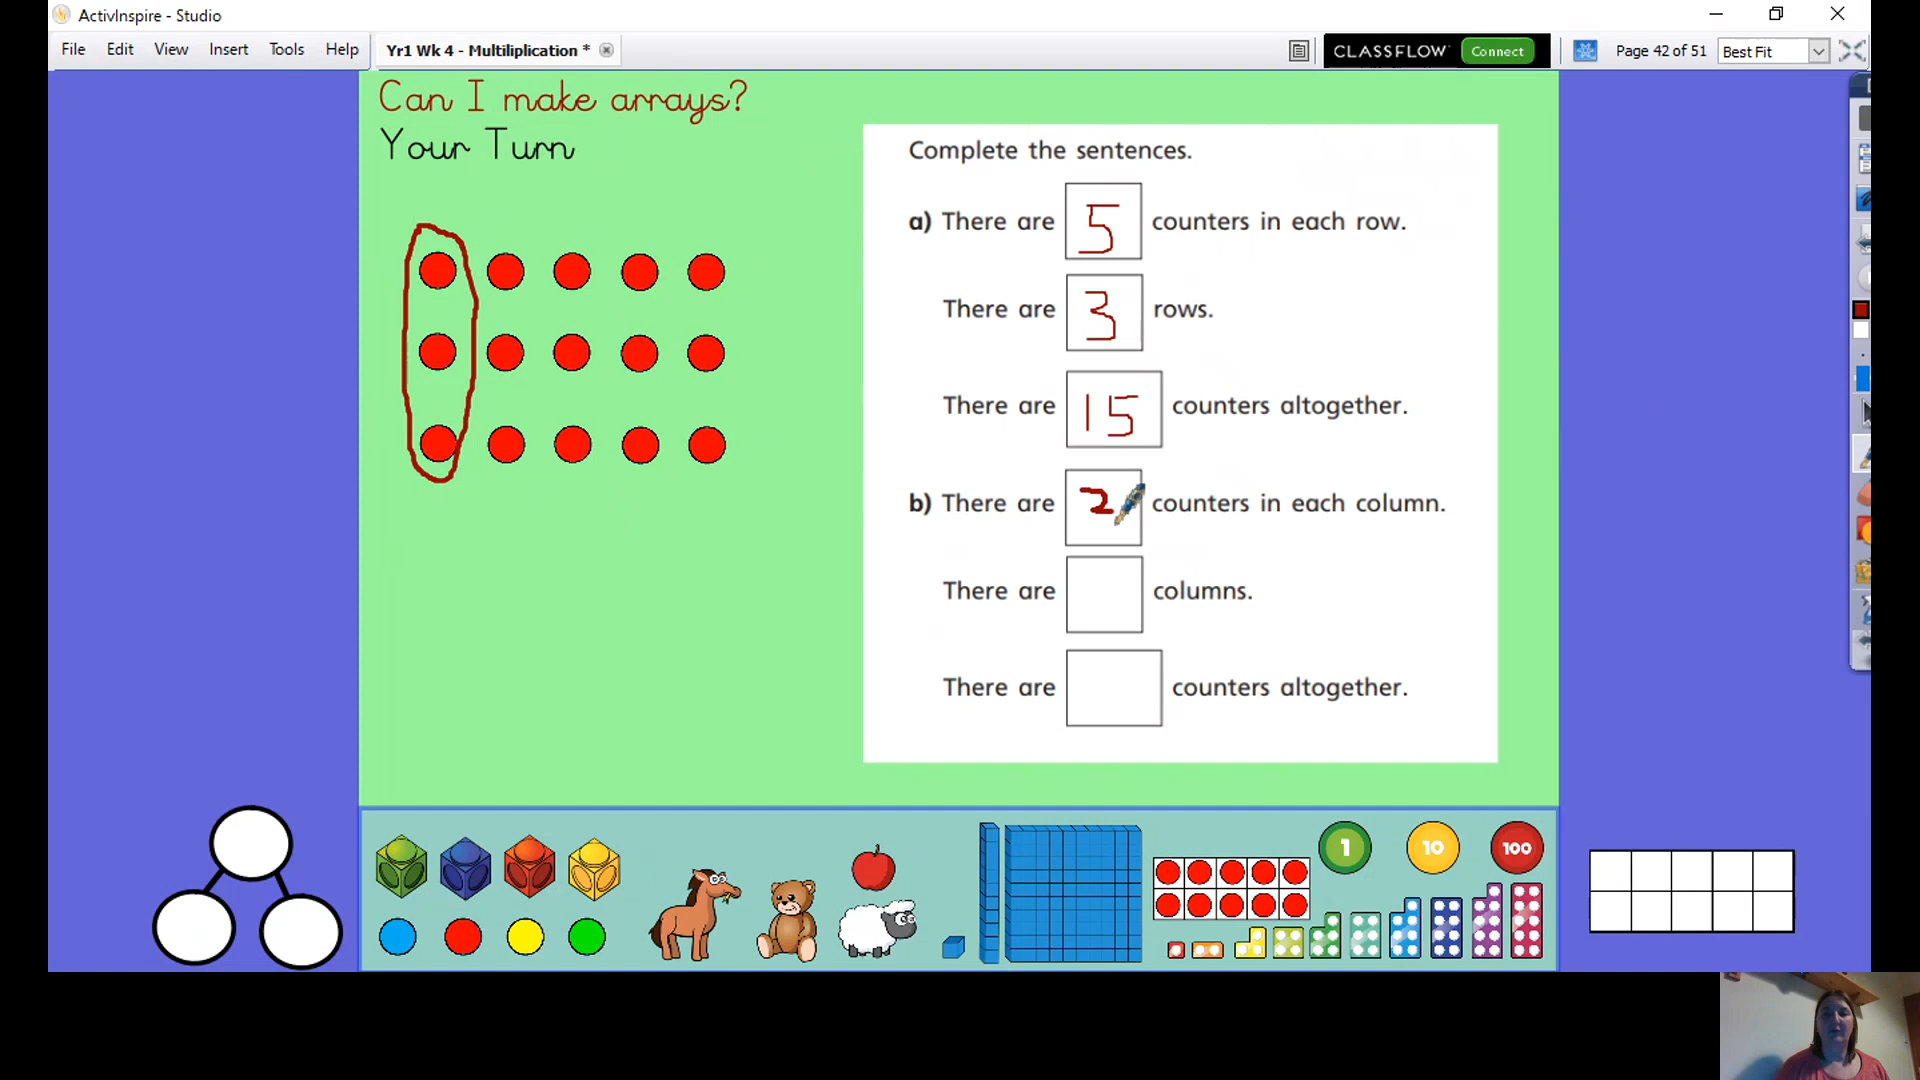 ActivInspire - Studio
File Edit View Insert Tools Help Yr1 Wk 4 - Multiliplication * CLASSFLOW Connect Page 42 of 51 Best Fit
Can I make arrays?
Your Turn
Complete the sentences.
a) There are 5 counters in each row.
There are 3 rows.
There are 15 counters altogether.
b) There are 2 counters in each column.
There are columns.
There are counters altogether.
1 10 100